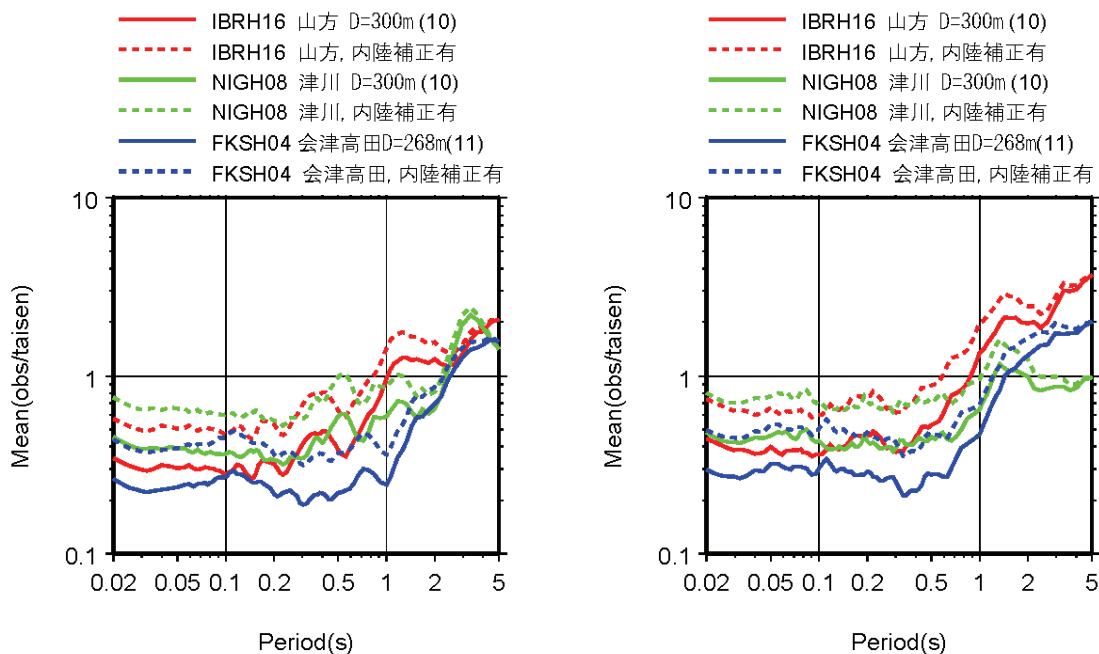 IBRH16 山方 D=300m (10)
IBRH16 山方, 内陸補正有
NIGH08 津川 D=300m (10)
NIGH08 津川, 内陸補正有
FKSH04 会津高田D=268m(11)
FKSH04 会津高田, 内陸補正有
10
1
0.1
Mean(obs/taisen)
0.02 0.05 0.1 0.2 0.5 1 2 5
Period(s)
IBRH16 山方 D=300m (10)
IBRH16 山方, 内陸補正有
NIGH08 津川 D=300m (10)
NIGH08 津川, 内陸補正有
FKSH04 会津高田D=268m(11)
FKSH04 会津高田, 内陸補正有
10
1
0.1
Mean(obs/taisen)
0.02 0.05 0.1 0.2 0.5 1 2 5
Period(s)